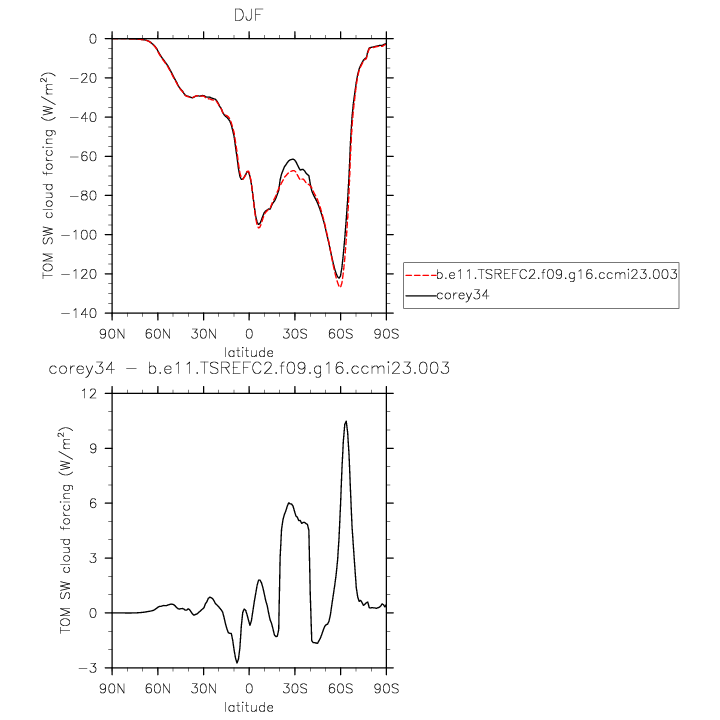 DJF
TOM SW cloud forcing (W/m²)
0
−20
−40
−60
−80
−100
−120
−140
90N 60N 30N 0 30S 60S 90S
latitude
b.e11.TSREFC2.f09.g16.ccmi23.003
corey34
corey34 − b.e11.TSREFC2.f09.g16.ccmi23.003
TOM SW cloud forcing (W/m²)
12
9
6
3
0
−3
90N 60N 30N 0 30S 60S 90S
latitude